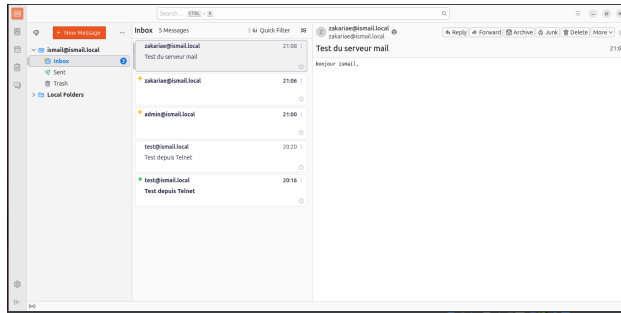 Search... CTRL + K
+ New Message
ismail@ismail.local
Inbox 3
Sent
Trash
Local Folders
Inbox 5 Messages
Quick Filter
zakariae@ismail.local 21:08
Test du serveur mail
zakariae@ismail.local 21:06
admin@ismail.local 21:00
test@ismail.local 20:20
Test depuis Telnet
test@ismail.local 20:16
Test depuis Telnet
Z
zakariae@ismail.local
zakariae@ismail.local
Reply Forward Archive Junk Delete More
Test du serveur mail
bonjour ismail,